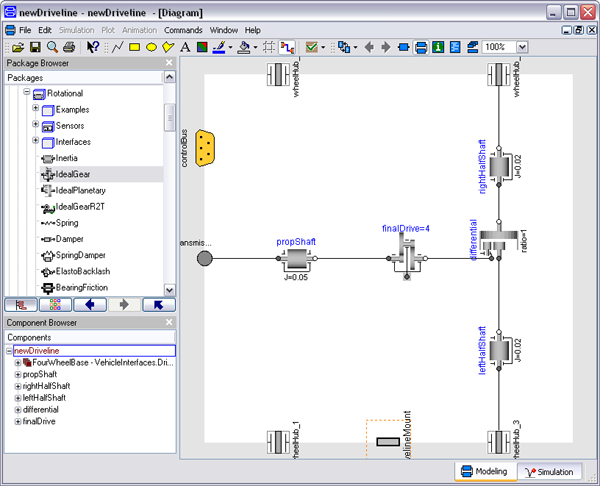 newDriveline - newDriveline - [Diagram]
File Edit Simulation Plot Animation Commands Window Help
100%
Package Browser
Packages
Rotational
Examples
Sensors
Interfaces
Inertia
IdealGear
IdealPlanetary
IdealGearR2T
Spring
Damper
SpringDamper
ElastoBacklash
BearingFriction
Component Browser
Components
newDriveline
FourWheelBase - VehicleInterfaces.Dri...
propShaft
rightHalfShaft
leftHalfShaft
differential
finalDrive
wheelHub_
wheelHub_
controlBus
rightHalfShaft
J=0.02
ansmis...
propShaft
J=0.05
finalDrive=4
differential
ratio=1
leftHalfShaft
J=0.02
heelHub_1
velineMount
heelHub_3
Modeling
Simulation